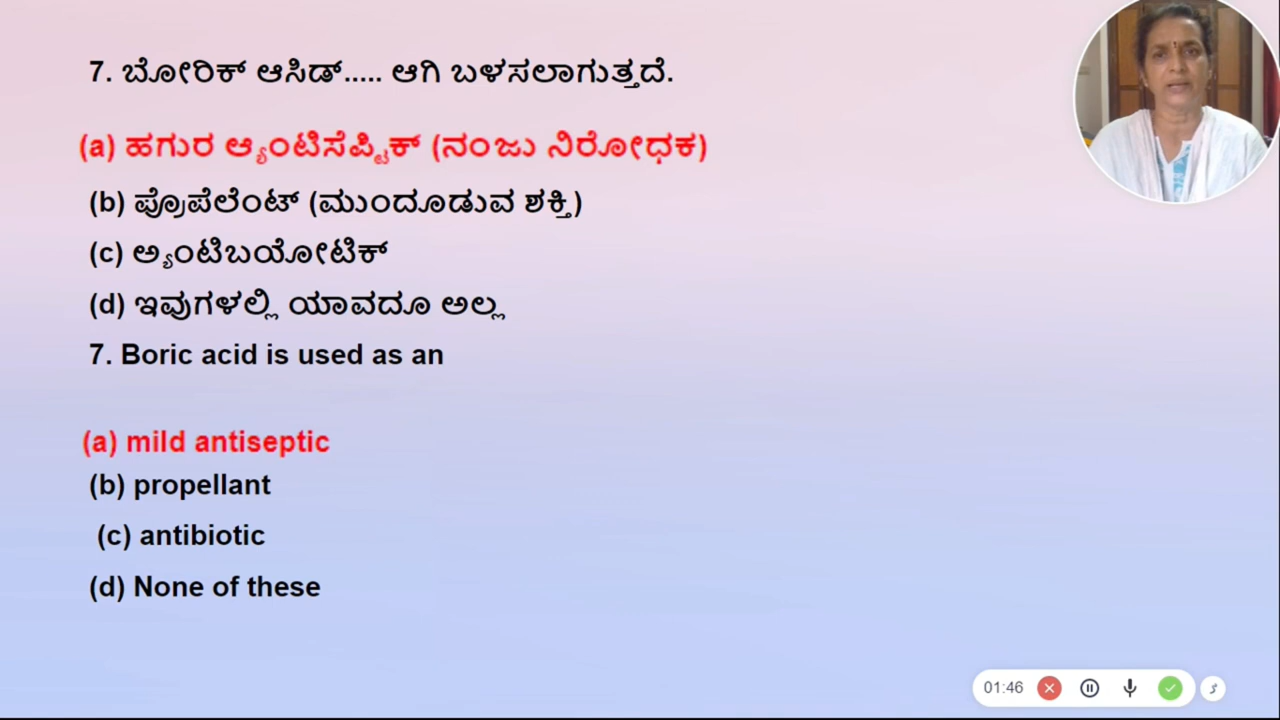 7. ಬೋರಿಕ್ ಆಸಿಡ್..... ಆಗಿ ಬಳಸಲಾಗುತ್ತದೆ.
(a) ಹಗುರ ಆ್ಯಂಟಿಸೆಪ್ಟಿಕ್ (ನಂಜು ನಿರೋಧಕ)
(b) ಪ್ರೊಪೆಲೆಂಟ್ (ಮುಂದೂಡುವ ಶಕ್ತಿ)
(c) ಅ್ಯಂಟಿಬಯೋಟಿಕ್
(d) ಇವುಗಳಲ್ಲಿ ಯಾವದೂ ಅಲ್ಲ
7. Boric acid is used as an
(a) mild antiseptic
(b) propellant
(c) antibiotic
(d) None of these
01:46